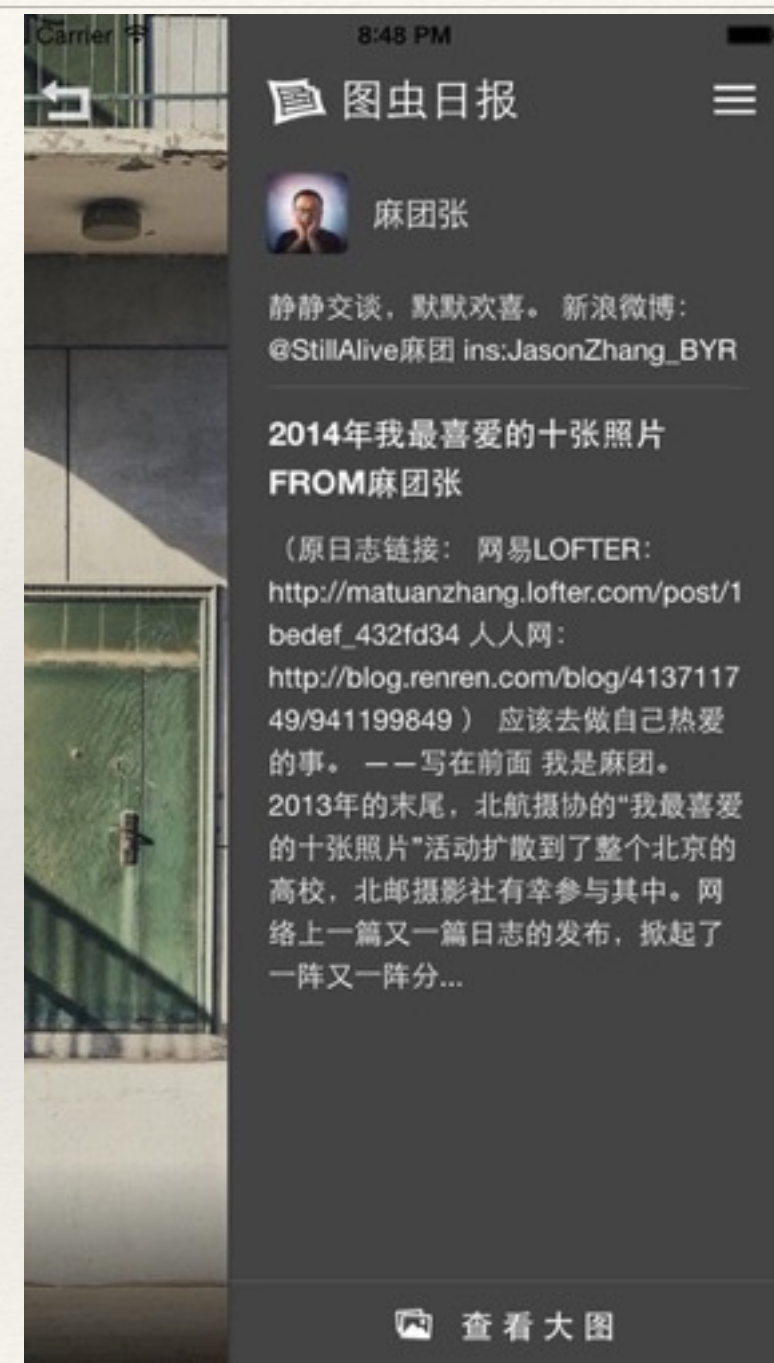 Carrier 8:48 PM
图虫日报
麻团张
静静交谈，默默欢喜。 新浪微博：
@StillAlive麻团 ins:JasonZhang_BYR
2014年我最喜爱的十张照片
FROM麻团张
（原日志链接： 网易LOFTER：
http://matuanzhang.lofter.com/post/1
bedef_432fd34 人人网：
http://blog.renren.com/blog/4137117
49/941199849 ） 应该去做自己热爱
的事。 ——写在前面 我是麻团。
2013年的末尾，北航摄协的“我最喜爱
的十张照片”活动扩散到了整个北京的
高校，北邮摄影社有幸参与其中。网
络上一篇又一篇日志的发布，掀起了
一阵又一阵分...
查看大图